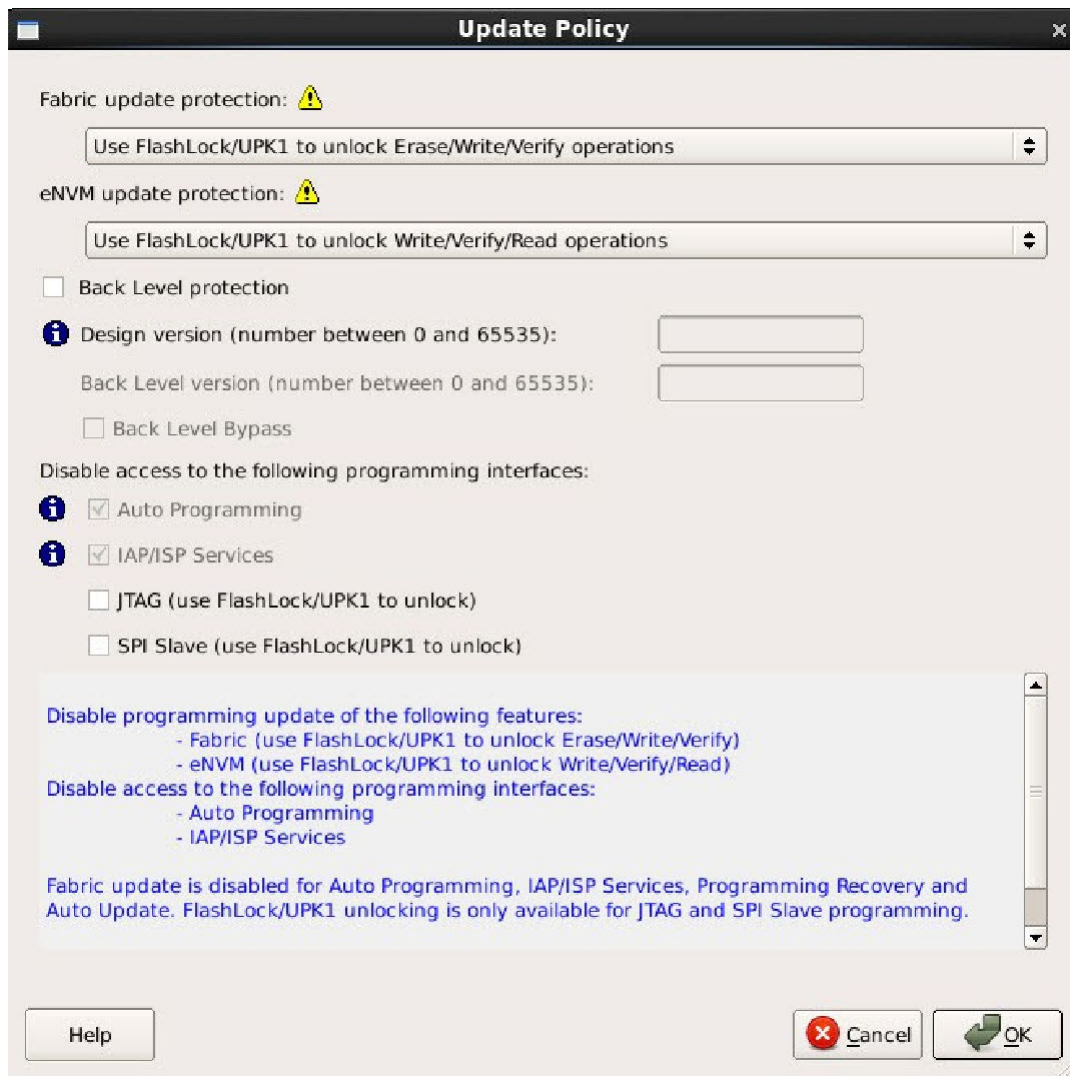 Update Policy
Fabric update protection:
Use FlashLock/UPK1 to unlock Erase/Write/Verify operations
eNVM update protection:
Use FlashLock/UPK1 to unlock Write/Verify/Read operations
Back Level protection
Design version (number between 0 and 65535):
Back Level version (number between 0 and 65535):
Back Level Bypass
Disable access to the following programming interfaces:
Auto Programming
IAP/ISP Services
JTAG (use FlashLock/UPK1 to unlock)
SPI Slave (use FlashLock/UPK1 to unlock)
Disable programming update of the following features:
- Fabric (use FlashLock/UPK1 to unlock Erase/Write/Verify)
- eNVM (use FlashLock/UPK1 to unlock Write/Verify/Read)
Disable access to the following programming interfaces:
- Auto Programming
- IAP/ISP Services
Fabric update is disabled for Auto Programming, IAP/ISP Services, Programming Recovery and
Auto Update. FlashLock/UPK1 unlocking is only available for JTAG and SPI Slave programming.
Help Cancel OK